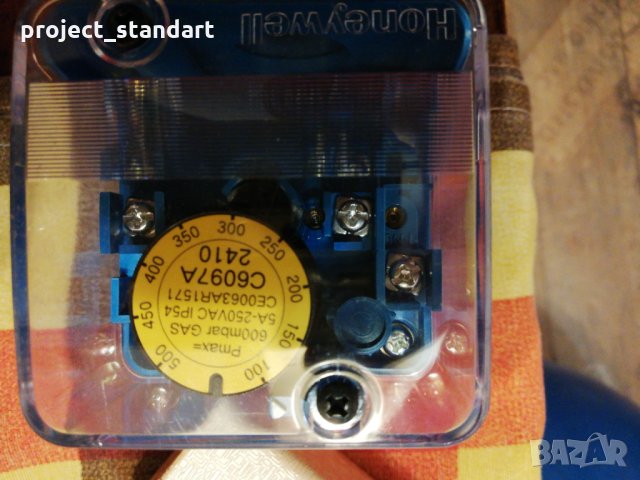 project_standart
Honeywell
Pmax=
600mbar GAS
5A-250VAC IP54
CE0063AR1571
C6097A
2410
100
150
200
250
300
350
400
450
500
BAZAR